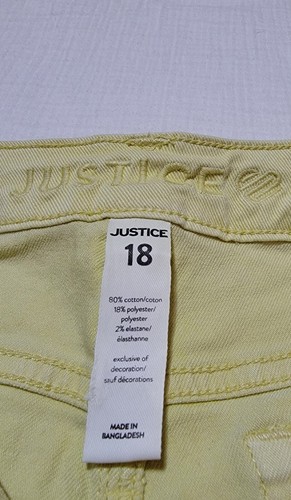 JUSTICE
JUSTICE
18
80% cotton/coton
18% polyester/
polyester
2% elastane/
élasthanne
exclusive of
decoration/
sauf décorations
MADE IN
BANGLADESH